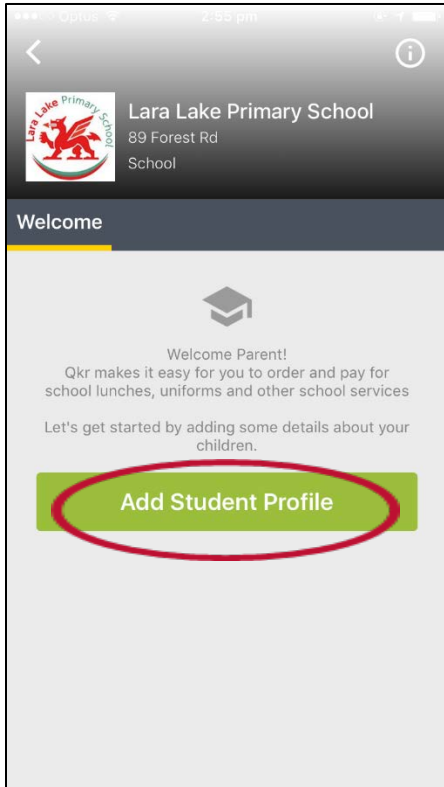 Optus 2:55 pm
Lara Lake Primary School
Lara Lake Primary School
89 Forest Rd
School
Welcome
Welcome Parent!
Qkr makes it easy for you to order and pay for
school lunches, uniforms and other school services
Let's get started by adding some details about your
children.
Add Student Profile